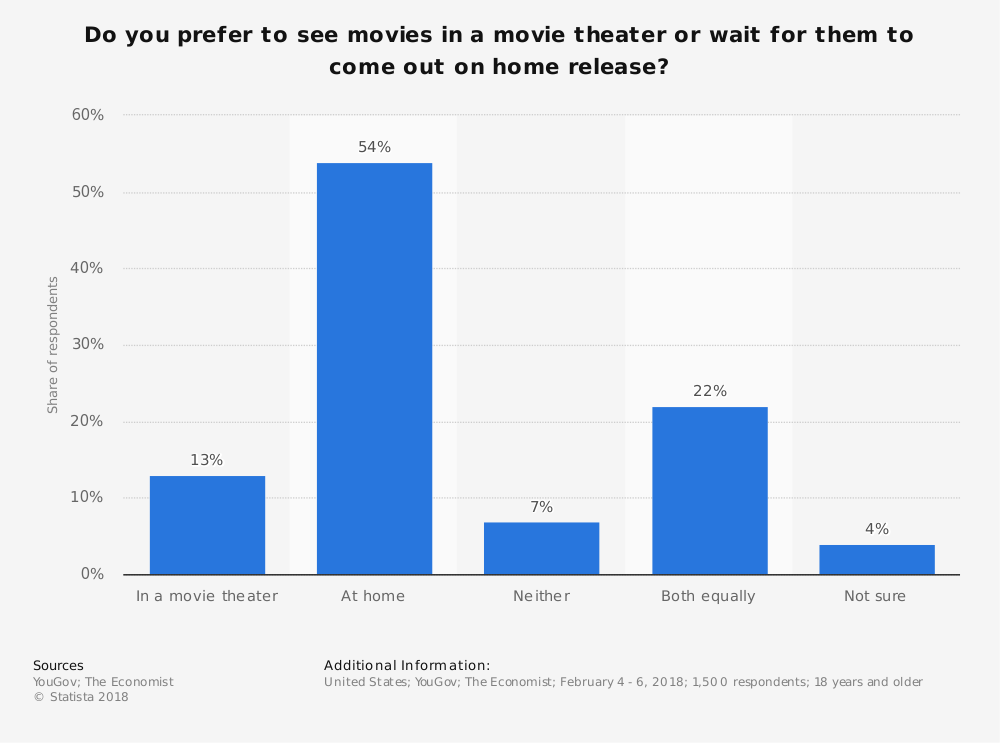 Do you prefer to see movies in a movie theater or wait for them to
come out on home release?
60%
50%
40%
30%
20%
10%
0%
Share of respondents
13%
54%
7%
22%
4%
In a movie theater
At home
Neither
Both equally
Not sure
Sources
YouGov; The Economist
© Statista 2018
Additional Information:
United States; YouGov; The Economist; February 4 - 6, 2018; 1,500 respondents; 18 years and older